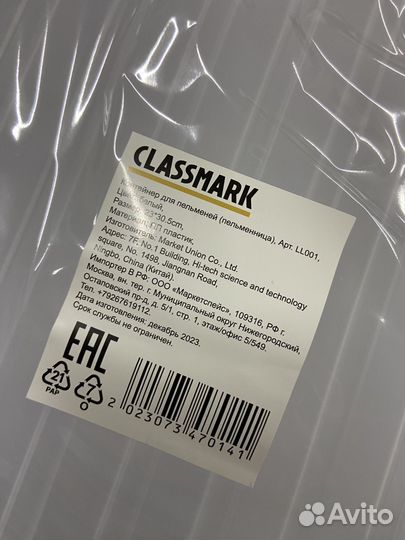 CLASSMARK
Контейнер для пельменей (пельменница), Арт. LL001,
Цвет: белый,
Размер: 23*30.5cm,
Материал: ПП пластик,
Изготовитель: Market Union Co., Ltd.
Адрес: 7F, No.1 Building, Hi-tech science and technology
square, No. 1498, Jiangnan Road,
Ningbo, China (Китай).
Импортер В РФ. ООО «Маркетспейс», 109316, РФ г.
Москва, вн. тер. г. Муниципальный округ Нижегородский,
Остаповский пр-д, д. 5/1, стр. 1, этаж/офис 5/549,
Тел. +79267619112.
Дата изготовления: декабрь 2023.
Срок службы не ограничен.
EAC
21
PAP
7
O
2 023073 470141
Avito